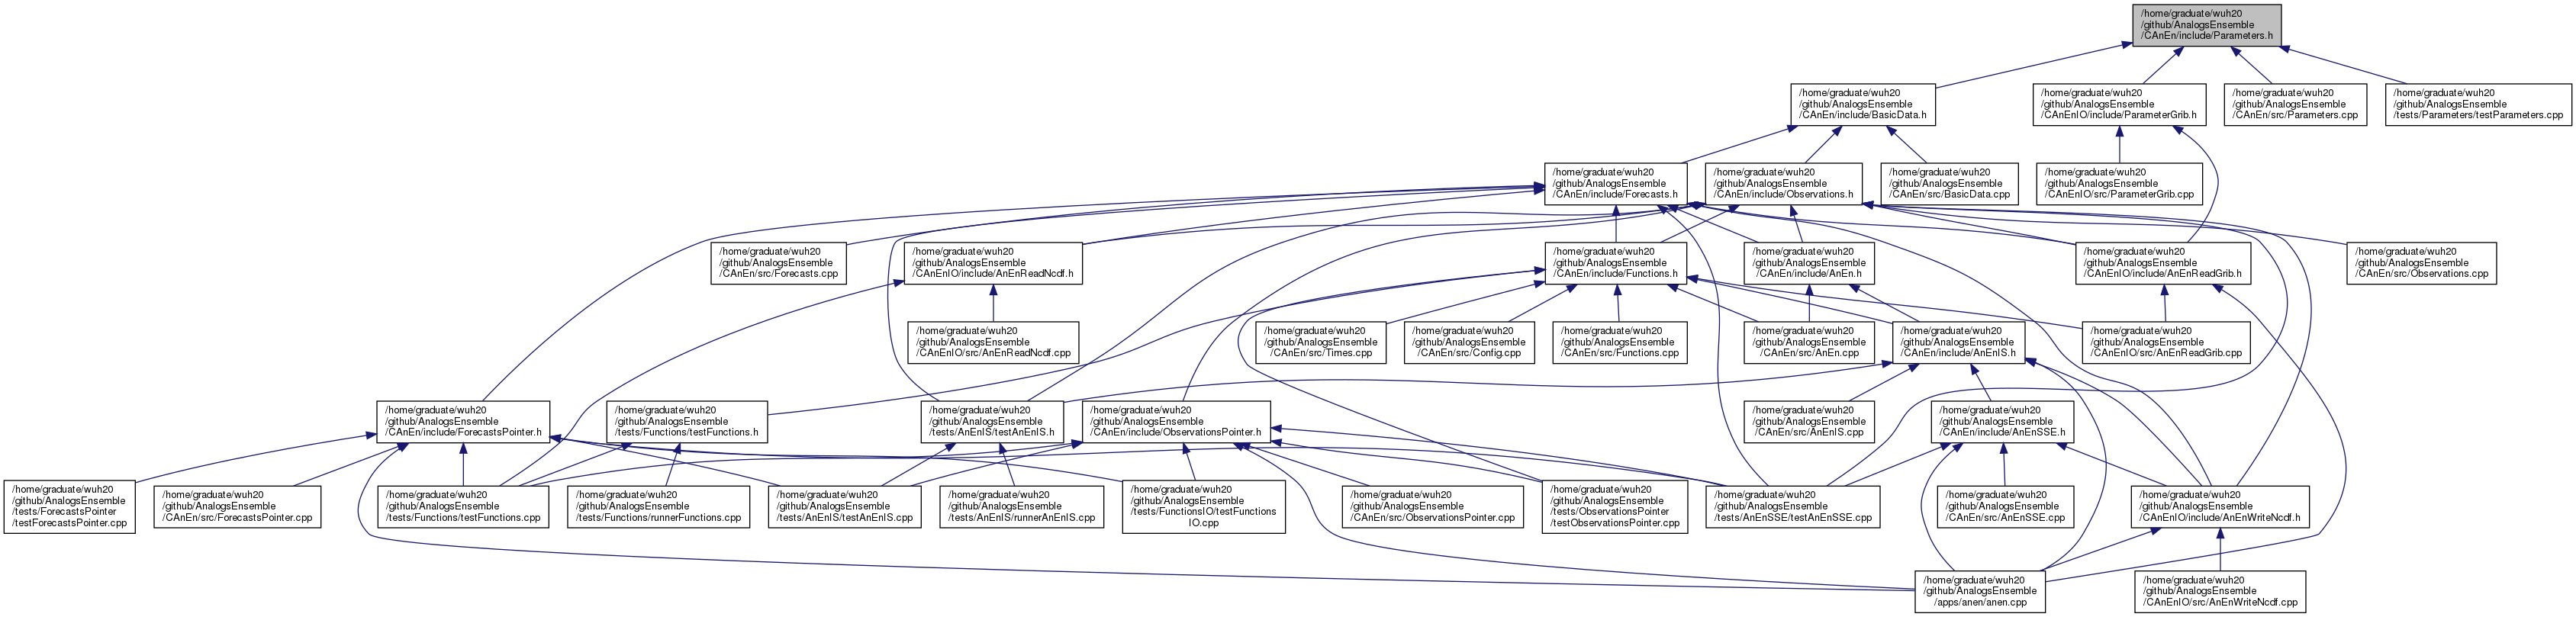 /home/graduate/wuh20
/github/AnalogsEnsemble
/CAnEn/include/Parameters.h
/home/graduate/wuh20
/github/AnalogsEnsemble
/CAnEn/include/BasicData.h
/home/graduate/wuh20
/github/AnalogsEnsemble
/CAnEnIO/include/ParameterGrib.h
/home/graduate/wuh20
/github/AnalogsEnsemble
/CAnEn/src/Parameters.cpp
/home/graduate/wuh20
/github/AnalogsEnsemble
/tests/Parameters/testParameters.cpp
/home/graduate/wuh20
/github/AnalogsEnsemble
/CAnEn/include/Forecasts.h
/home/graduate/wuh20
/github/AnalogsEnsemble
/CAnEn/include/Observations.h
/home/graduate/wuh20
/github/AnalogsEnsemble
/CAnEn/src/BasicData.cpp
/home/graduate/wuh20
/github/AnalogsEnsemble
/CAnEnIO/src/ParameterGrib.cpp
/home/graduate/wuh20
/github/AnalogsEnsemble
/CAnEn/src/Forecasts.cpp
/home/graduate/wuh20
/github/AnalogsEnsemble
/CAnEnIO/include/AnEnReadNcdf.h
/home/graduate/wuh20
/github/AnalogsEnsemble
/CAnEn/include/Functions.h
/home/graduate/wuh20
/github/AnalogsEnsemble
/CAnEn/include/AnEn.h
/home/graduate/wuh20
/github/AnalogsEnsemble
/CAnEnIO/include/AnEnReadGrib.h
/home/graduate/wuh20
/github/AnalogsEnsemble
/CAnEn/src/Observations.cpp
/home/graduate/wuh20
/github/AnalogsEnsemble
/CAnEnIO/src/AnEnReadNcdf.cpp
/home/graduate/wuh20
/github/AnalogsEnsemble
/CAnEn/src/Times.cpp
/home/graduate/wuh20
/github/AnalogsEnsemble
/CAnEn/src/Config.cpp
/home/graduate/wuh20
/github/AnalogsEnsemble
/CAnEn/src/Functions.cpp
/home/graduate/wuh20
/github/AnalogsEnsemble
/CAnEn/src/AnEn.cpp
/home/graduate/wuh20
/github/AnalogsEnsemble
/CAnEn/include/AnEnIS.h
/home/graduate/wuh20
/github/AnalogsEnsemble
/CAnEnIO/src/AnEnReadGrib.cpp
/home/graduate/wuh20
/github/AnalogsEnsemble
/CAnEn/include/ForecastsPointer.h
/home/graduate/wuh20
/github/AnalogsEnsemble
/tests/Functions/testFunctions.h
/home/graduate/wuh20
/github/AnalogsEnsemble
/tests/AnEnIS/testAnEnIS.h
/home/graduate/wuh20
/github/AnalogsEnsemble
/CAnEn/include/ObservationsPointer.h
/home/graduate/wuh20
/github/AnalogsEnsemble
/CAnEn/src/AnEnIS.cpp
/home/graduate/wuh20
/github/AnalogsEnsemble
/CAnEn/include/AnEnSSE.h
/home/graduate/wuh20
/github/AnalogsEnsemble
/tests/ForecastsPointer
/testForecastsPointer.cpp
/home/graduate/wuh20
/github/AnalogsEnsemble
/CAnEn/src/ForecastsPointer.cpp
/home/graduate/wuh20
/github/AnalogsEnsemble
/tests/Functions/testFunctions.cpp
/home/graduate/wuh20
/github/AnalogsEnsemble
/tests/Functions/runnerFunctions.cpp
/home/graduate/wuh20
/github/AnalogsEnsemble
/tests/AnEnIS/testAnEnIS.cpp
/home/graduate/wuh20
/github/AnalogsEnsemble
/tests/AnEnIS/runnerAnEnIS.cpp
/home/graduate/wuh20
/github/AnalogsEnsemble
/tests/FunctionsIO/testFunctions
IO.cpp
/home/graduate/wuh20
/github/AnalogsEnsemble
/CAnEn/src/ObservationsPointer.cpp
/home/graduate/wuh20
/github/AnalogsEnsemble
/tests/ObservationsPointer
/testObservationsPointer.cpp
/home/graduate/wuh20
/github/AnalogsEnsemble
/tests/AnEnSSE/testAnEnSSE.cpp
/home/graduate/wuh20
/github/AnalogsEnsemble
/CAnEn/src/AnEnSSE.cpp
/home/graduate/wuh20
/github/AnalogsEnsemble
/CAnEnIO/include/AnEnWriteNcdf.h
/home/graduate/wuh20
/github/AnalogsEnsemble
/apps/anen/anen.cpp
/home/graduate/wuh20
/github/AnalogsEnsemble
/CAnEnIO/src/AnEnWriteNcdf.cpp